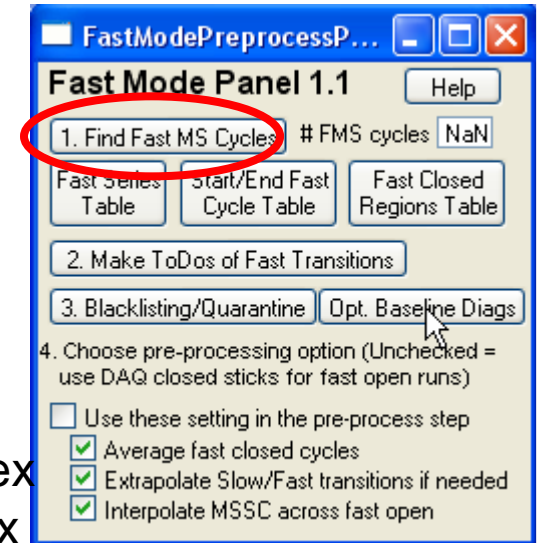 FastModePreprocessP...
Fast Mode Panel 1.1 Help
1. Find Fast MS Cycles # FMS cycles NaN
Fast Series Table Start/End Fast Cycle Table Fast Closed Regions Table
2. Make ToDos of Fast Transitions
3. Blacklisting/Quarantine Opt. Baseline Diags
4. Choose pre-processing option (Unchecked =
use DAQ closed sticks for fast open runs)
Use these setting in the pre-process step
Average fast closed cycles
ex
Extrapolate Slow/Fast transitions if needed
x
Interpolate MSSC across fast open